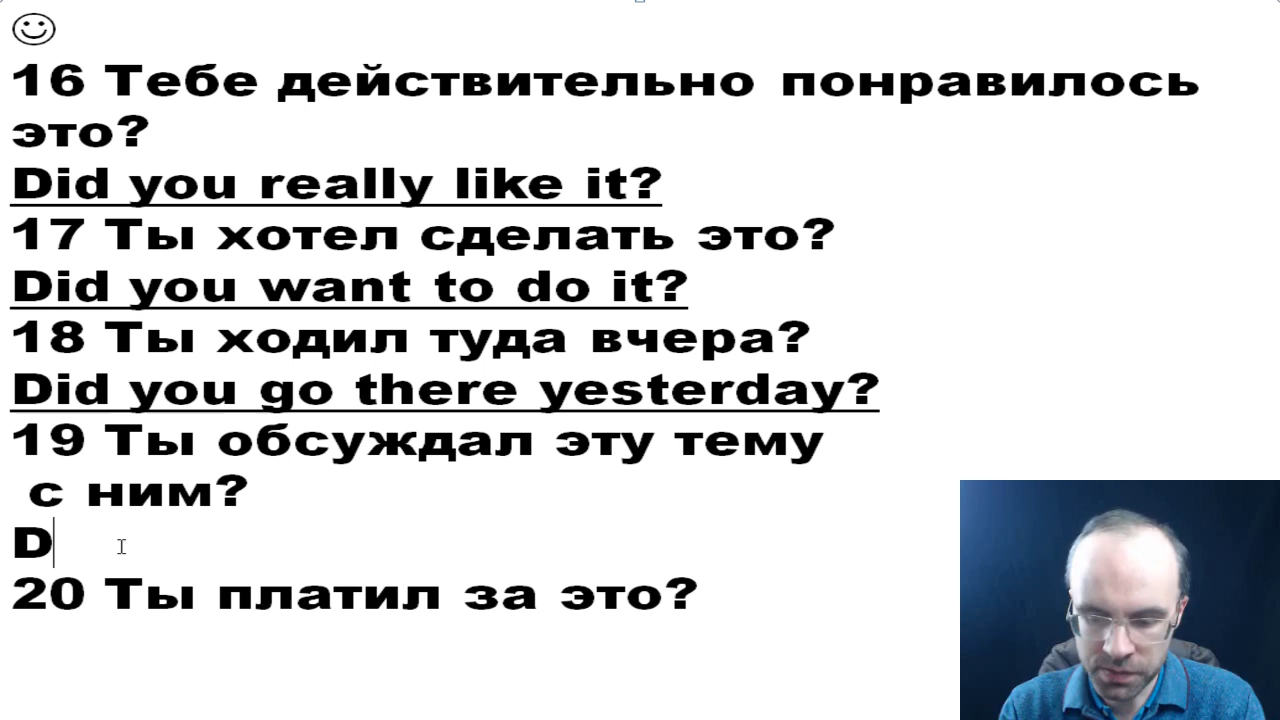 16 Тебе действительно понравилось
это?
Did you really like it?
17 Ты хотел сделать это?
Did you want to do it?
18 Ты ходил туда вчера?
Did you go there yesterday?
19 Ты обсуждал эту тему
с ним?
D
20 Ты платил за это?